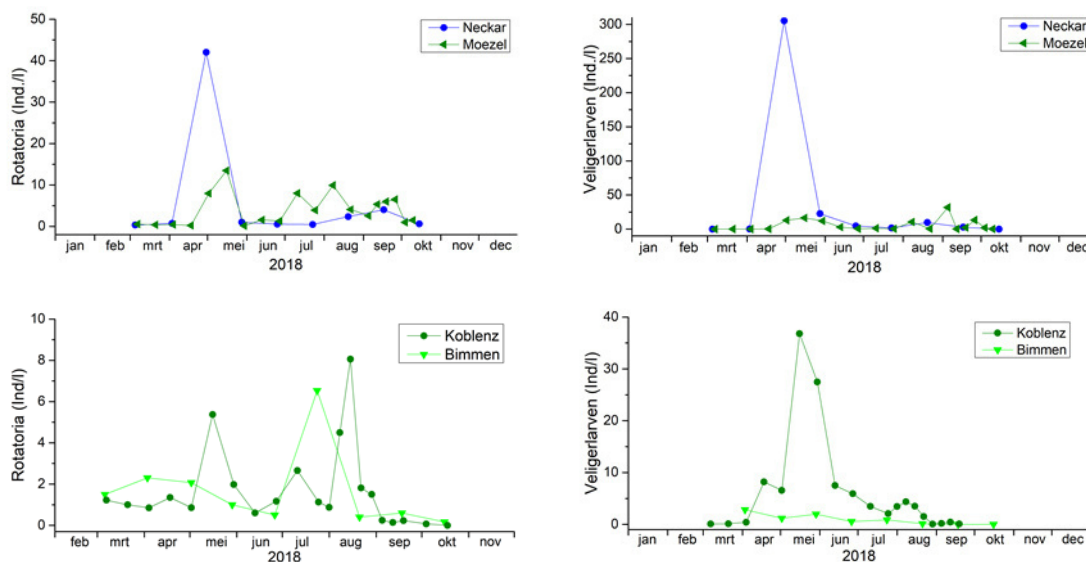 Rotatoria (Ind./l)
50
40
30
20
10
0
Neckar
Moezel
jan feb mrt apr mei jun jul aug sep okt nov dec
2018
Veligerlarven (Ind./l)
300
250
200
150
100
50
0
Neckar
Moezel
jan feb mrt apr mei jun jul aug sep okt nov dec
2018
Rotatoria (Ind/l)
10
8
6
4
2
0
Koblenz
Bimmen
feb mrt apr mei jun jul aug sep okt nov
2018
Veligerlarven (Ind/l)
40
30
20
10
0
Koblenz
Bimmen
jan feb mrt apr mei jun jul aug sep okt nov dec
2018